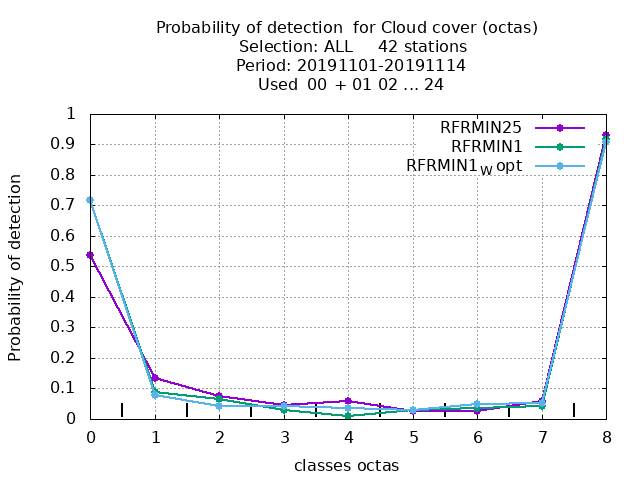 Probability of detection  for Cloud cover (octas)
Selection: ALL     42 stations
Period: 20191101-20191114
Used  00 + 01 02 ... 24
RFRMIN25
RFRMIN1
RFRMIN1W opt
1
0.9
0.8
0.7
0.6
0.5
0.4
0.3
0.2
0.1
0
Probability of detection
0 1 2 3 4 5 6 7 8
classes octas